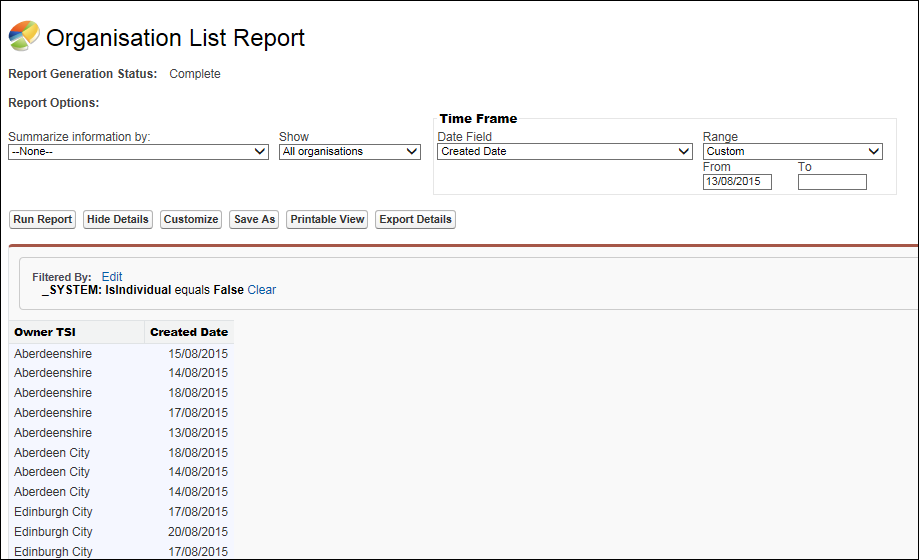 Organisation List Report
Report Generation Status: Complete
Report Options:
Time Frame
Summarize information by: Show Date Field Range
--None-- All organisations Created Date Custom
From To
13/08/2015
Run Report Hide Details Customize Save As Printable View Export Details
Filtered By: Edit
_SYSTEM: IsIndividual equals False Clear
Owner TSI Created Date
Aberdeenshire 15/08/2015
Aberdeenshire 14/08/2015
Aberdeenshire 18/08/2015
Aberdeenshire 17/08/2015
Aberdeenshire 13/08/2015
Aberdeen City 18/08/2015
Aberdeen City 14/08/2015
Aberdeen City 14/08/2015
Edinburgh City 17/08/2015
Edinburgh City 20/08/2015
Edinburgh City 17/08/2015